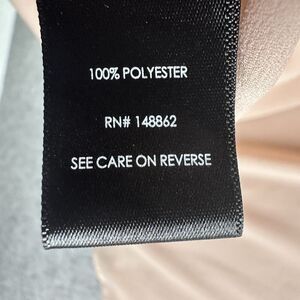 100% POLYESTER
RN# 148862
SEE CARE ON REVERSE